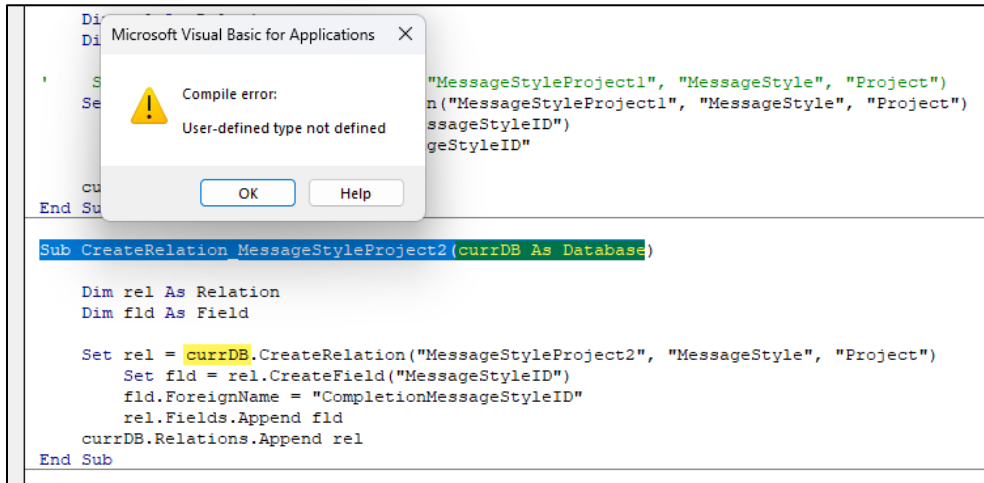 Di
Di
Microsoft Visual Basic for Applications
' S "MessageStyleProject1", "MessageStyle", "Project")
Se n("MessageStyleProject1", "MessageStyle", "Project")
Compile error:
ssageStyleID")
User-defined type not defined
geStyleID"
cu
OK Help
End Su
Sub CreateRelation_MessageStyleProject2(currDB As Database)
Dim rel As Relation
Dim fld As Field
Set rel = currDB.CreateRelation("MessageStyleProject2", "MessageStyle", "Project")
Set fld = rel.CreateField("MessageStyleID")
fld.ForeignName = "CompletionMessageStyleID"
rel.Fields.Append fld
currDB.Relations.Append rel
End Sub